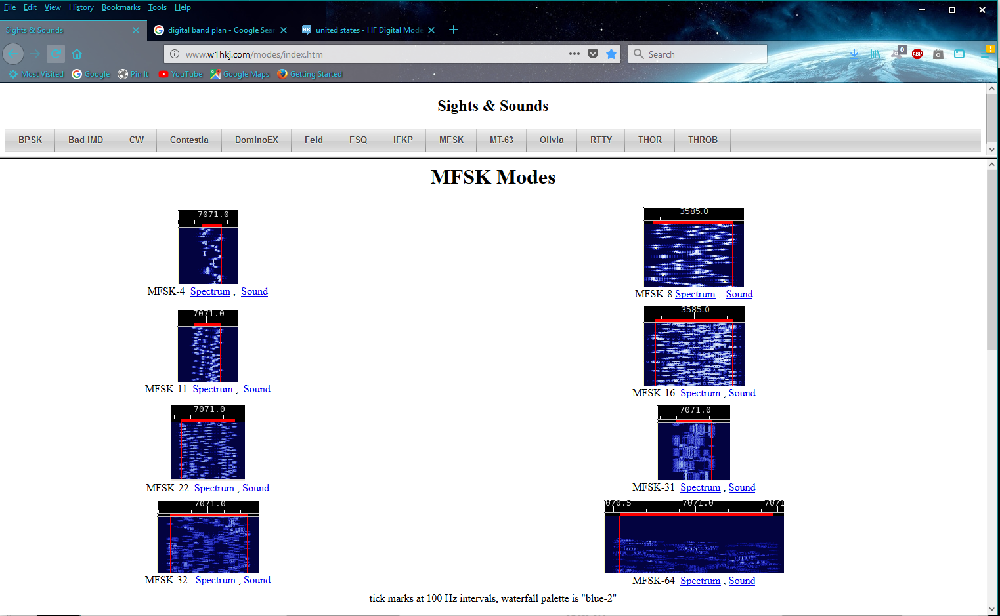 File Edit View History Bookmarks Tools Help
Sights & Sounds
digital band plan - Google Sear
united states - HF Digital Mode
www.w1hkj.com/modes/index.htm
Search
0
ABP
a
!
Most Visited Google Pin It YouTube Google Maps Getting Started
Sights & Sounds
BPSK Bad IMD CW Contestia DominoEX Feld FSQ IFKP MFSK MT-63 Olivia RTTY THOR THROB
MFSK Modes
7071.0
3585.0
MFSK-4 Spectrum , Sound
MFSK-8 Spectrum , Sound
7071.0
3585.0
MFSK-11 Spectrum , Sound
MFSK-16 Spectrum , Sound
7071.0
7071.0
MFSK-22 Spectrum , Sound
MFSK-31 Spectrum , Sound
7071.0
070.5 7071.0 7071
MFSK-32 Spectrum , Sound
MFSK-64 Spectrum , Sound
tick marks at 100 Hz intervals, waterfall palette is "blue-2"